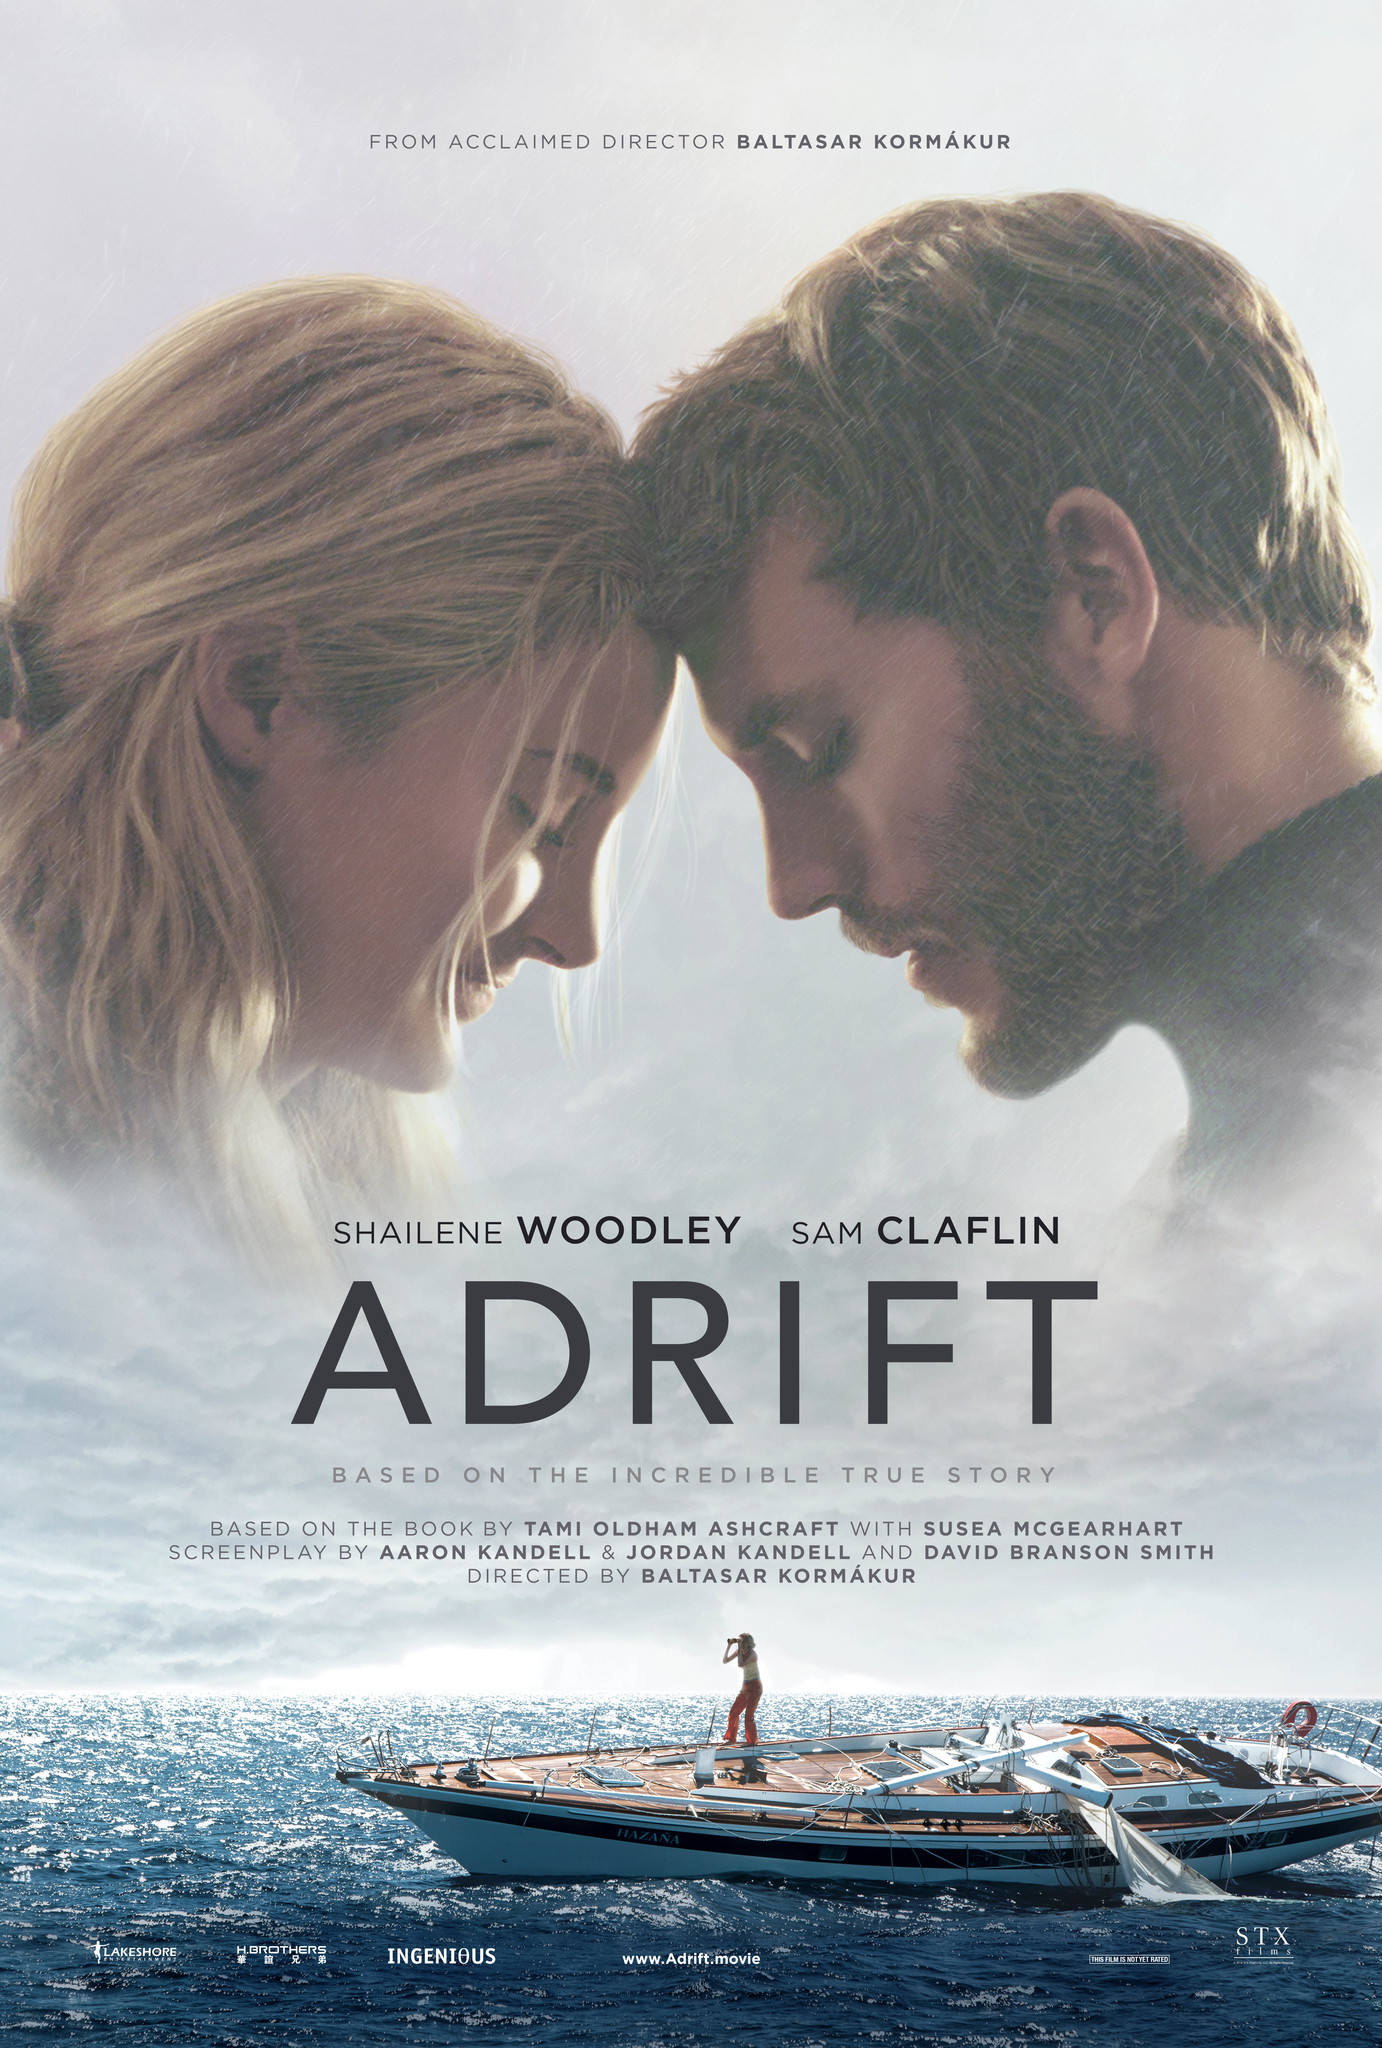 FROM ACCLAIMED DIRECTOR BALTASAR KORMÁKUR
SHAILENE WOODLEY SAM CLAFLIN
ADRIFT
BASED ON THE INCREDIBLE TRUE STORY
BASED ON THE BOOK BY TAMI OLDHAM ASHCRAFT WITH SUSEA MCGEARHART
SCREENPLAY BY AARON KANDELL & JORDAN KANDELL AND DAVID BRANSON SMITH
DIRECTED BY BALTASAR KORMÁKUR
HAZAÑA
LAKESHORE
ENTERTAINMENT
H.BROTHERS
華誼兄弟
INGENIOUS
www.Adrift.movie
THIS FILM IS NOT YET RATED
STX
films